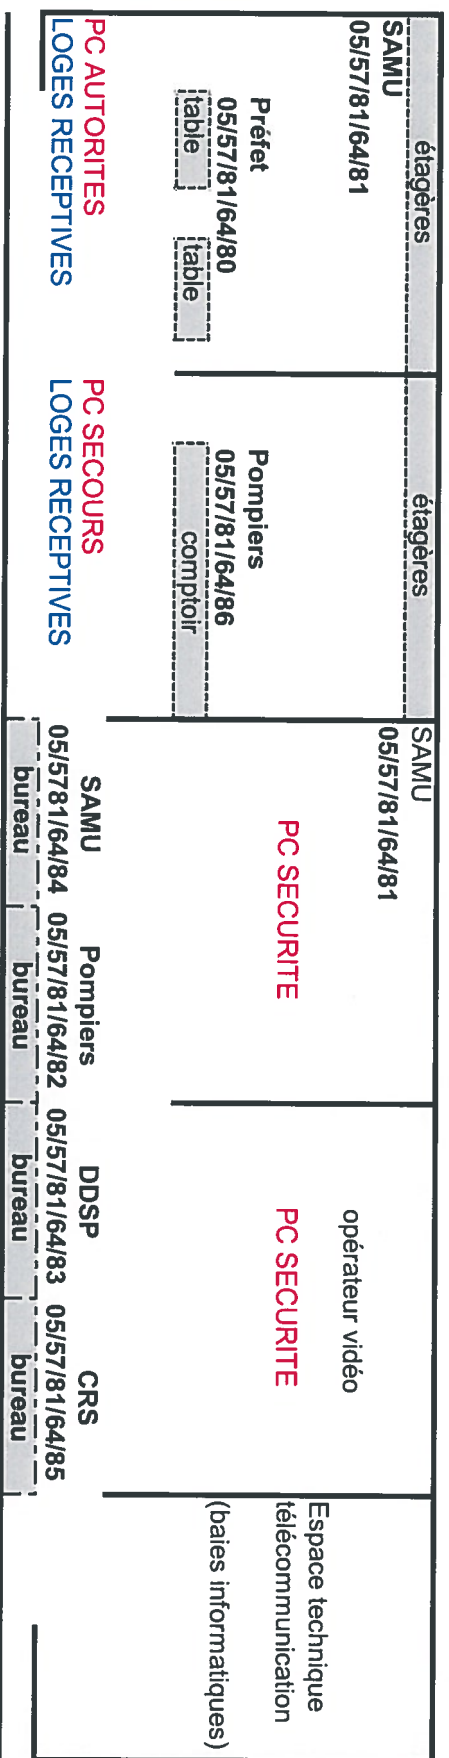 étagères
SAMU
05/57/81/64/81
Préfet
05/57/81/64/80
table
table
PC AUTORITES
LOGES RECEPTIVES
étagères
Pompiers
05/57/81/64/86
comptoir
PC SECOURS
LOGES RECEPTIVES
SAMU
05/57/81/64/81
PC SECURITE
opérateur vidéo
PC SECURITE
SAMU
05/5781/64/84
bureau
Pompiers
05/57/81/64/82
bureau
DDSP
05/57/81/64/83
bureau
CRS
05/57/81/64/85
bureau
Espace technique
télécommunication
(baies informatiques)